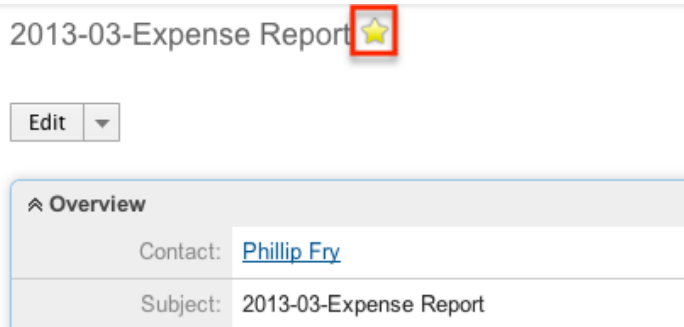 2013-03-Expense Report
Edit
Overview
Contact: Phillip Fry
Subject: 2013-03-Expense Report